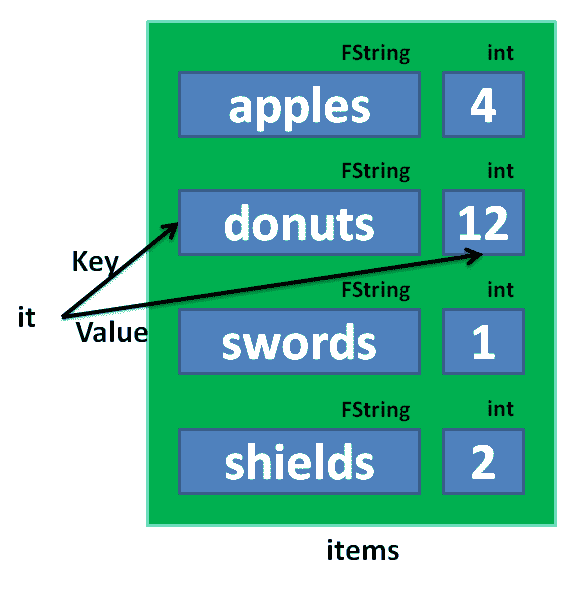 FString int
apples 4
FString int
donuts 12
Key
FString int
it
Value
swords 1
FString int
shields 2
items